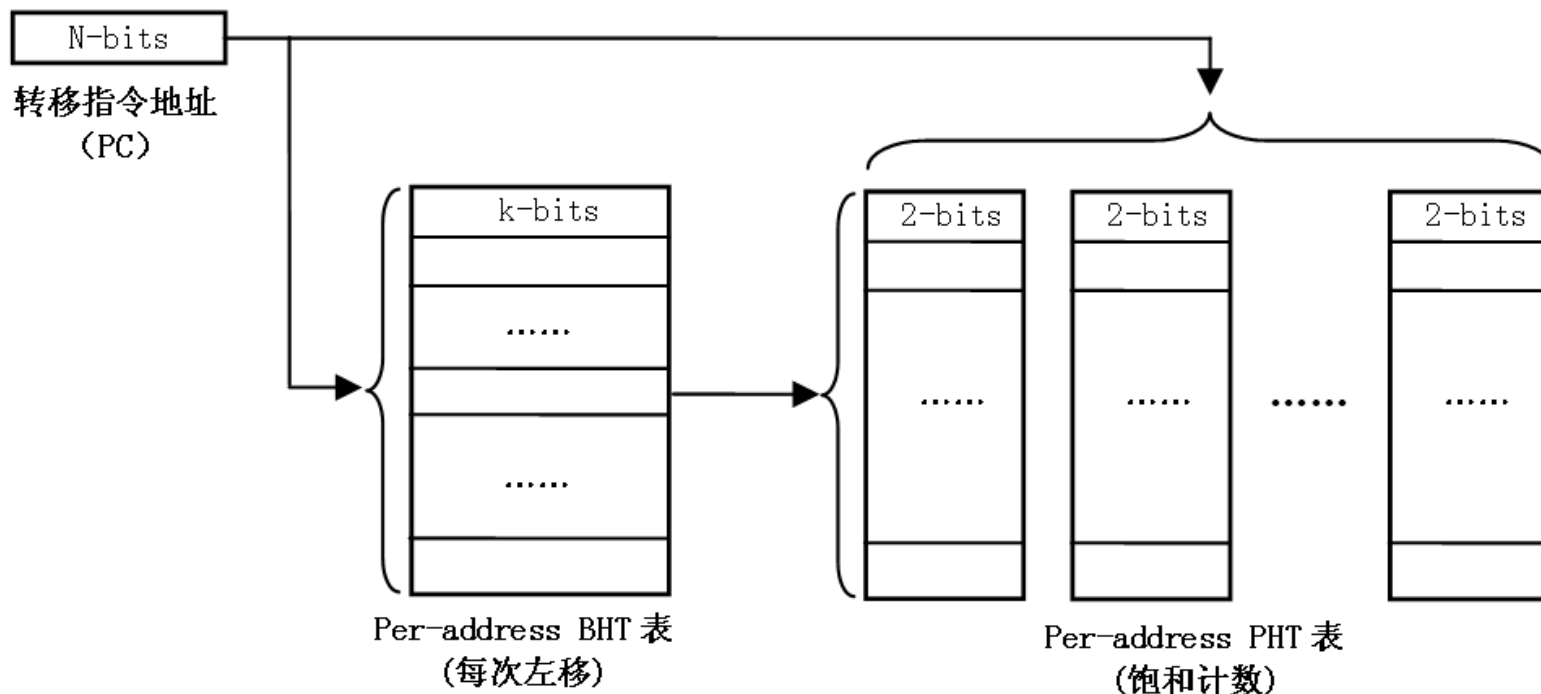 N-bits
转移指令地址
（PC）
k-bits
……
……
Per-address BHT 表
(每次左移)
2-bits 2-bits 2-bits
…… …… …… ……
Per-address PHT 表
(饱和计数)